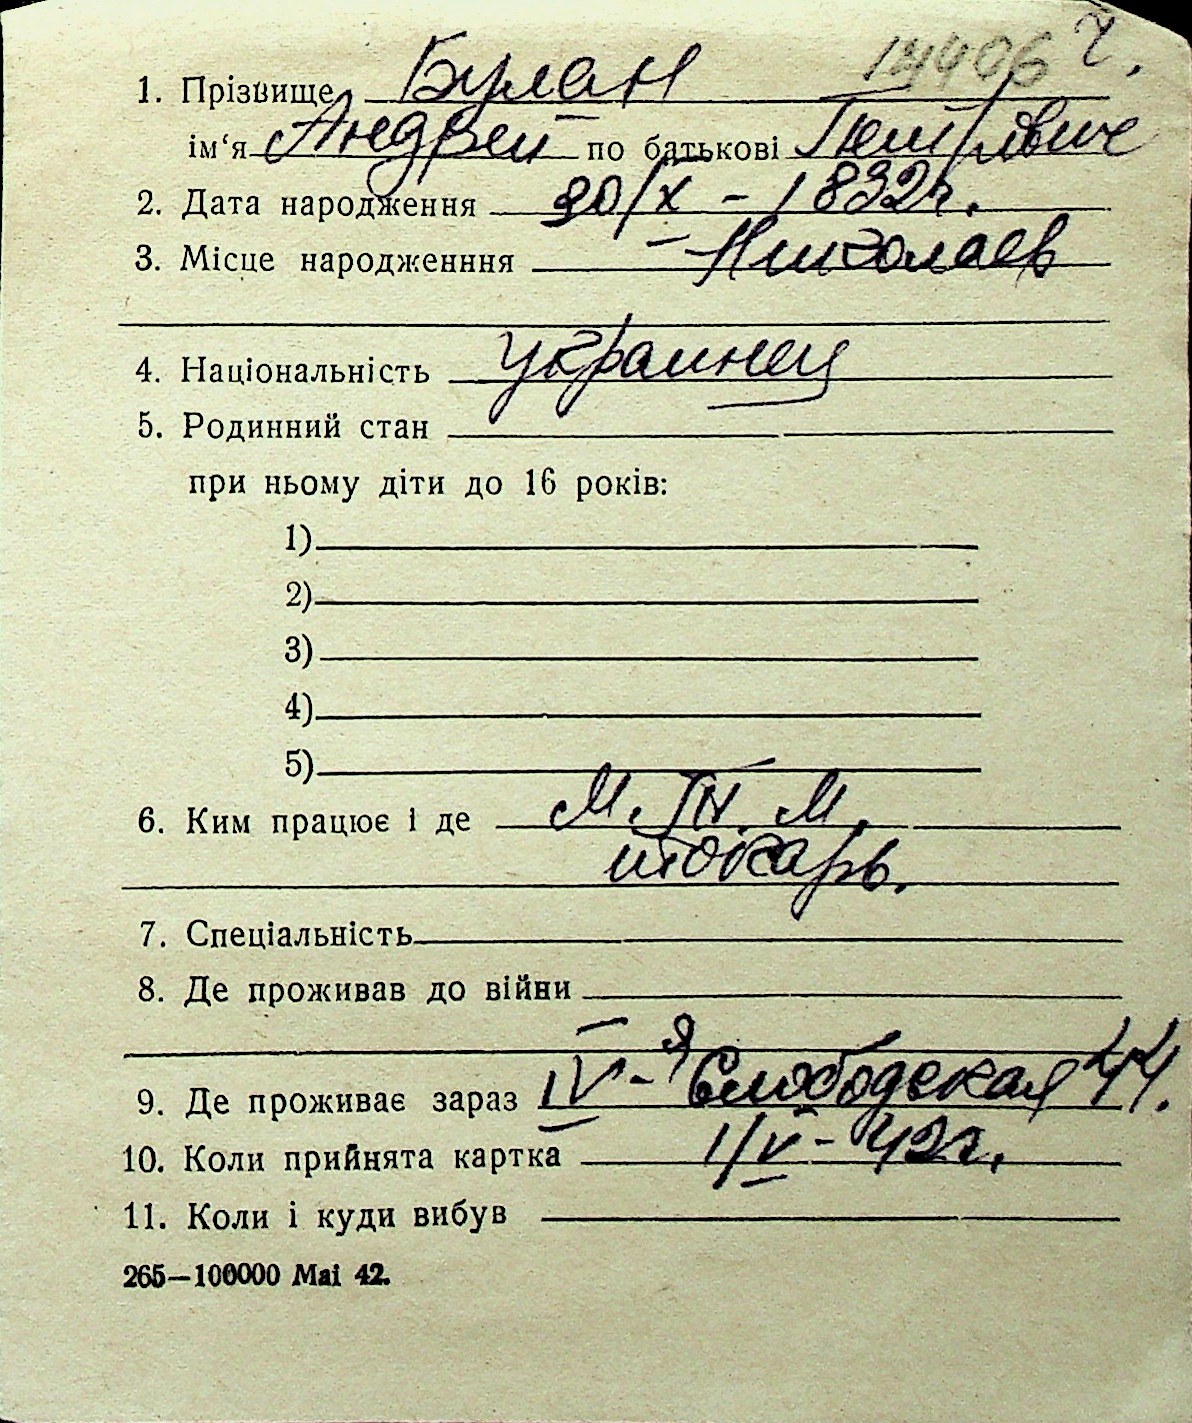 14406 ч.
1. Прізвище Булан
ім‘я Андрей по батькові Петрович
2. Дата народження 30/X – 1892г.
3. Місце народженння – Николаев
4. Національність украинец
5. Родинний стан
при ньому діти до 16 років:
1)
2)
3)
4)
5)
6. Ким працює і де М.
токарь.
7. Спеціальність
8. Де проживав до війни
9. Де проживає зараз IV-я Слободская 44.
10. Коли прийнята картка 1/V – 42г.
11. Коли і куди вибув
265—100000 Mai 42.